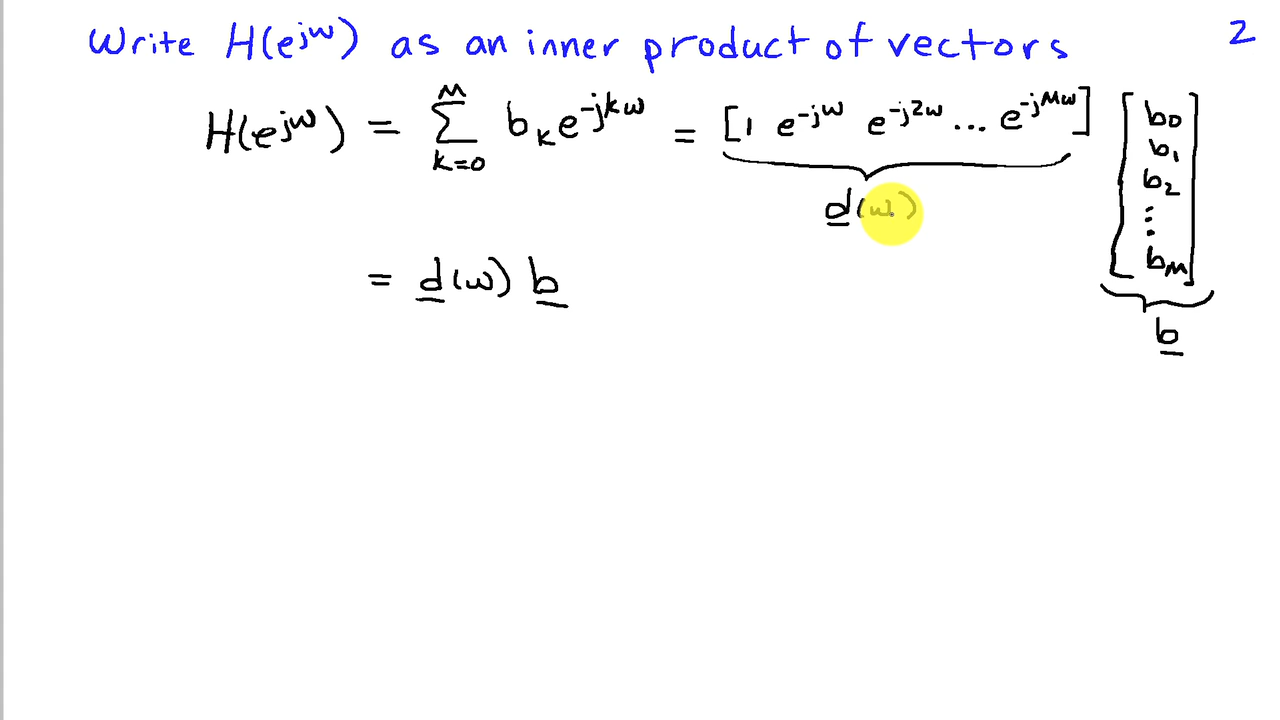 Write H(e^jω) as an inner product of vectors 2
H(e^jω) = Σ_{k=0}^{M} b_k e^-jkω = [1 e^-jω e^-j2ω ... e^-jMω] [b0 b1 b2 ... bM]
d(ω)
= d(ω) b
b